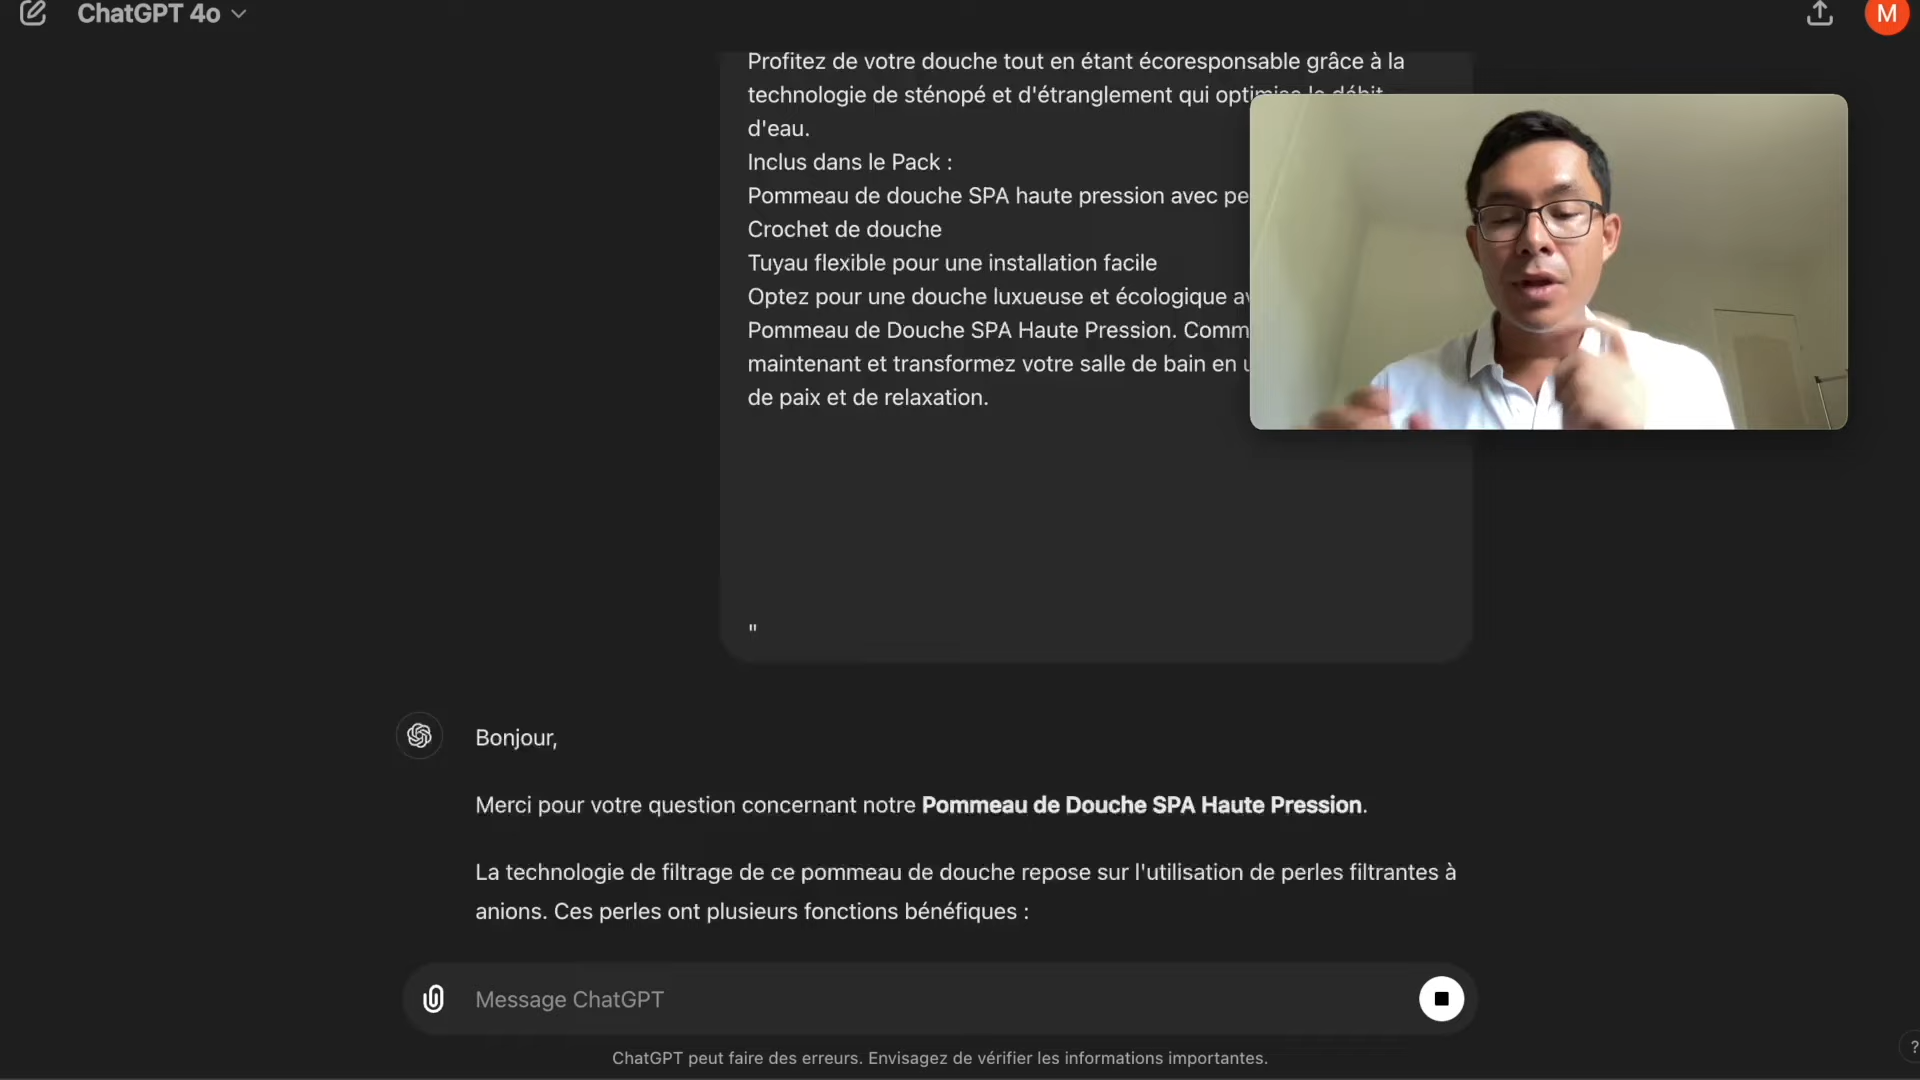 ChatGPT 4o
M
Profitez de votre douche tout en étant écoresponsable grâce à la
technologie de sténopé et d'étranglement qui optimise le débit
d'eau.
Inclus dans le Pack :
Pommeau de douche SPA haute pression avec
Crochet de douche
Tuyau flexible pour une installation facile
Optez pour une douche luxueuse et écologique
Pommeau de Douche SPA Haute Pression.
maintenant et transformez votre salle de bain en
de paix et de relaxation.
"
Bonjour,
Merci pour votre question concernant notre Pommeau de Douche SPA Haute Pression.
La technologie de filtrage de ce pommeau de douche repose sur l'utilisation de perles filtrantes à
anions. Ces perles ont plusieurs fonctions bénéfiques :
Message ChatGPT
ChatGPT peut faire des erreurs. Envisagez de vérifier les informations importantes.
?